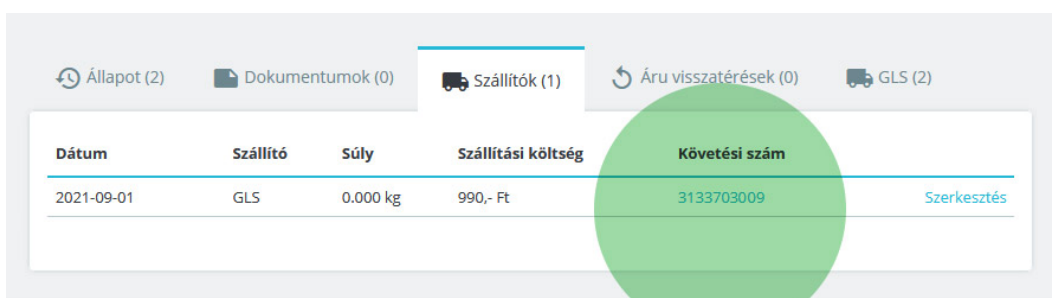 Állapot (2) Dokumentumok (0) Szállítók (1) Áru visszatérések (0) GLS (2)
Dátum Szállító Súly Szállítási költség Követési szám
2021-09-01 GLS 0.000 kg 990,- Ft 3133703009 Szerkesztés